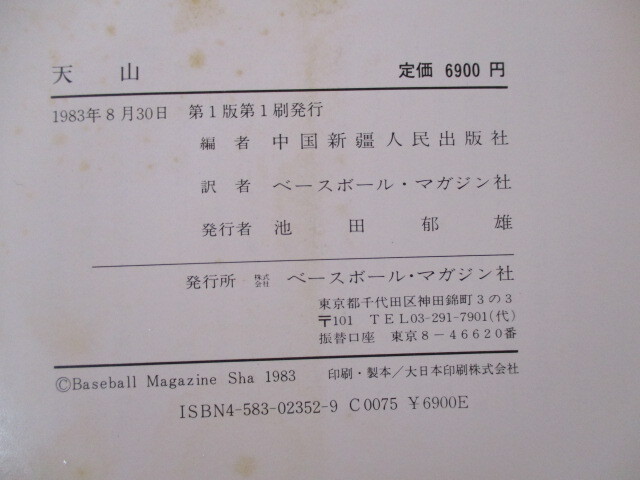 天　山　　定価 6900 円
1983年8月30日　第1版第1刷発行
編　者　中国新疆人民出版社
訳　者　ベースボール・マガジン社
発行者　池　田　郁　雄
発行所　株式会社　ベースボール・マガジン社
東京都千代田区神田錦町3の3
〒101　TEL03-291-7901(代)
振替口座　東京8-46620番
©Baseball Magazine Sha 1983　印刷・製本／大日本印刷株式会社
ISBN4-583-02352-9 C0075 ¥6900E